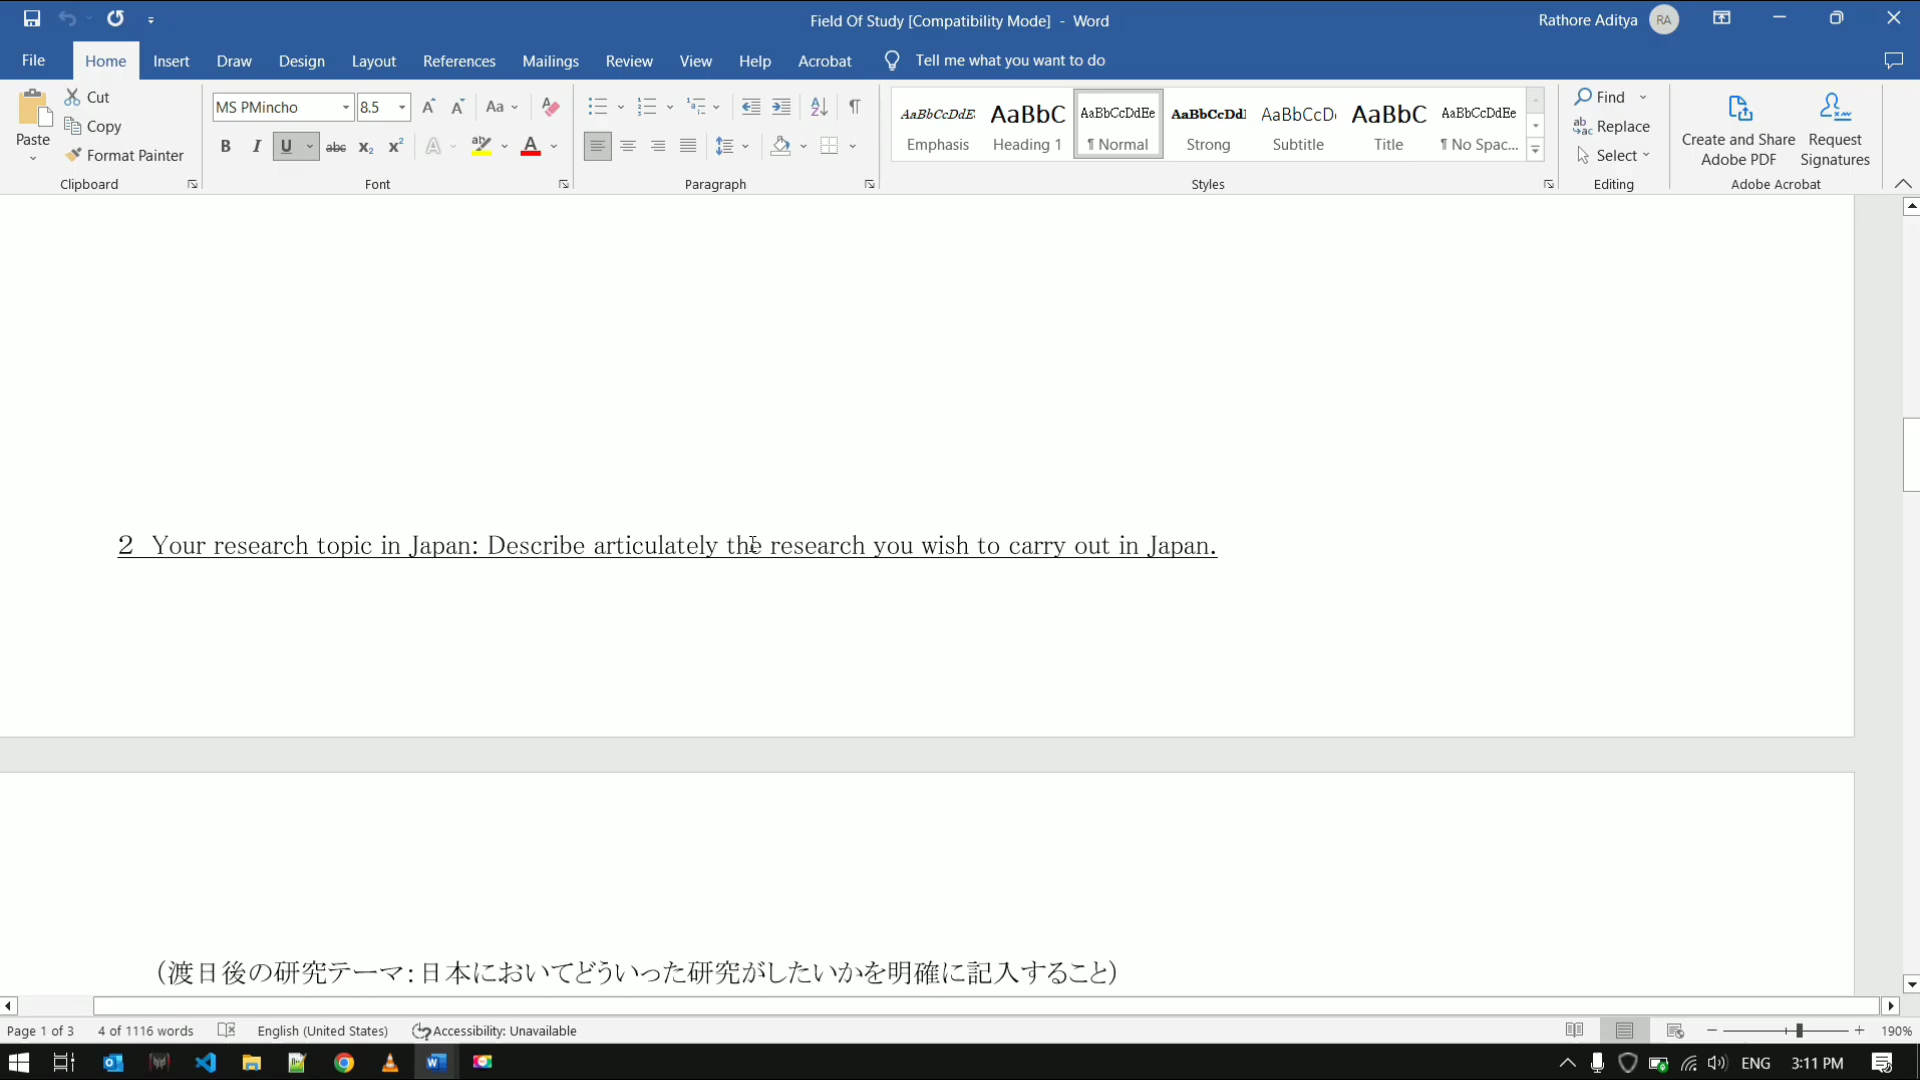 Field Of Study [Compatibility Mode] - Word
Rathore Aditya RA
File Home Insert Draw Design Layout References Mailings Review View Help Acrobat Tell me what you want to do
Paste
Cut
Copy
Format Painter
Clipboard
MS PMincho 8.5
Font
Paragraph
AaBbCcDdE AaBbC AaBbCcDdEe AaBbCcDdI AaBbCcD AaBbC AaBbCcDdEe
Emphasis Heading 1 ¶ Normal Strong Subtitle Title ¶ No Spac...
Styles
Find
Replace
Select
Editing
Create and Share Adobe PDF
Request Signatures
Adobe Acrobat
2 Your research topic in Japan: Describe articulately the research you wish to carry out in Japan.
(渡日後の研究テーマ:日本においてどういった研究がしたいかを明確に記入すること)
Page 1 of 3 4 of 1116 words English (United States) Accessibility: Unavailable 190%
ENG 3:11 PM